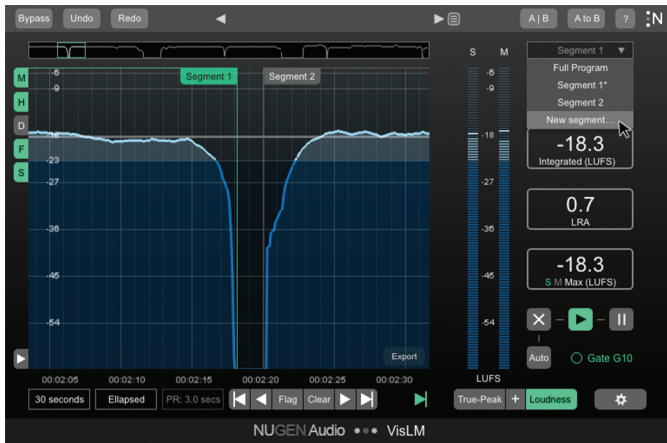 Bypass Undo Redo A | B A to B ? :N
S M Segment 1
Full Program
Segment 1*
Segment 2
New segment...
M -6 Segment 1 Segment 2 -6
H -9 -9
D
F -18 -18.3
Integrated (LUFS)
S -23
-27 -27
0.7
LRA
-36 -36
-18.3
S M Max (LUFS)
-45 -45
-54 -54
Export Auto Gate G10
00:02:05 00:02:10 00:02:15 00:02:20 00:02:25 00:02:30 LUFS
30 seconds Ellapsed PR: 3.0 secs Flag Clear True-Peak + Loudness
NUGEN Audio VisLM